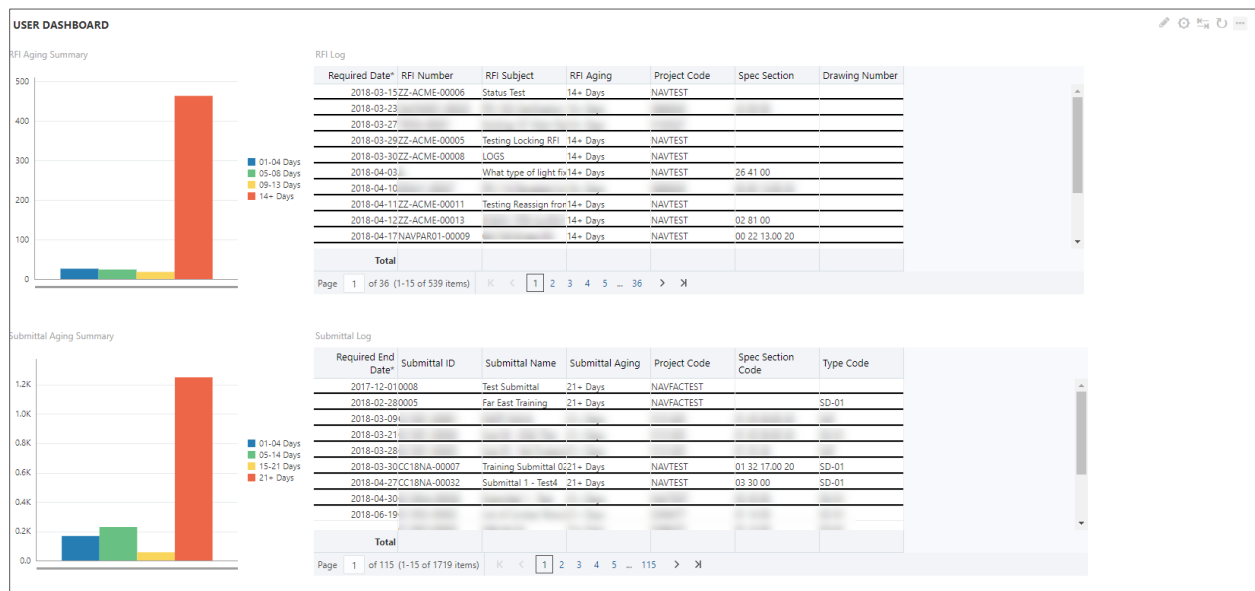 USER DASHBOARD
RFI Aging Summary
500
400
300
200
100
0
01-04 Days
05-08 Days
09-13 Days
14+ Days
RFI Log
Required Date* RFI Number RFI Subject RFI Aging Project Code Spec Section Drawing Number
2018-03-15 ZZ-ACME-00006 Status Test 14+ Days NAVTEST
2018-03-23
2018-03-27
2018-03-29 ZZ-ACME-00005 Testing Locking RFI 14+ Days NAVTEST
2018-03-30 ZZ-ACME-00008 LOGS 14+ Days NAVTEST
2018-04-03 What type of light fix 14+ Days NAVTEST 26 41 00
2018-04-10
2018-04-11 ZZ-ACME-00011 Testing Reassign from 14+ Days NAVTEST
2018-04-12 ZZ-ACME-00013 14+ Days NAVTEST 02 81 00
2018-04-17 NAVPAR01-00009 14+ Days NAVTEST 00 22 13.00 20
Total
Page 1 of 36 (1-15 of 539 items) 1 2 3 4 5 ... 36
Submittal Aging Summary
1.2K
1.0K
0.8K
0.6K
0.4K
0.2K
0.0
01-04 Days
05-14 Days
15-21 Days
21+ Days
Submittal Log
Required End Date* Submittal ID Submittal Name Submittal Aging Project Code Spec Section Code Type Code
2017-12-01 0008 Test Submittal 21+ Days NAVFACTEST
2018-02-28 0005 Far East Training 21+ Days NAVFACTEST SD-01
2018-03-09
2018-03-21
2018-03-28
2018-03-30 CC18NA-00007 Training Submittal 02 21+ Days NAVTEST 01 32 17.00 20 SD-01
2018-04-27 CC18NA-00032 Submittal 1 - Test4 21+ Days NAVTEST 03 30 00 SD-01
2018-04-30
2018-06-19
Total
Page 1 of 115 (1-15 of 1719 items) 1 2 3 4 5 ... 115